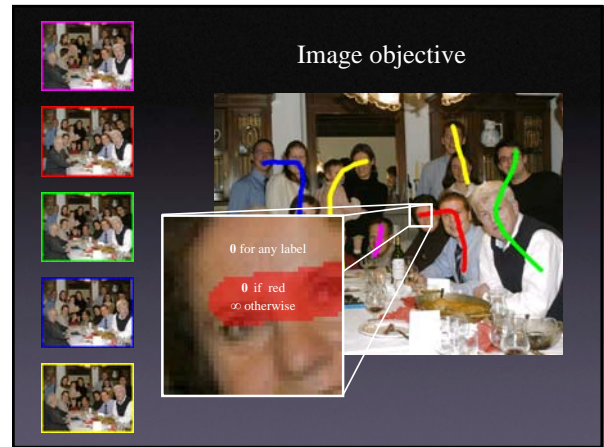 Image objective
0 for any label
0 if red
∞ otherwise